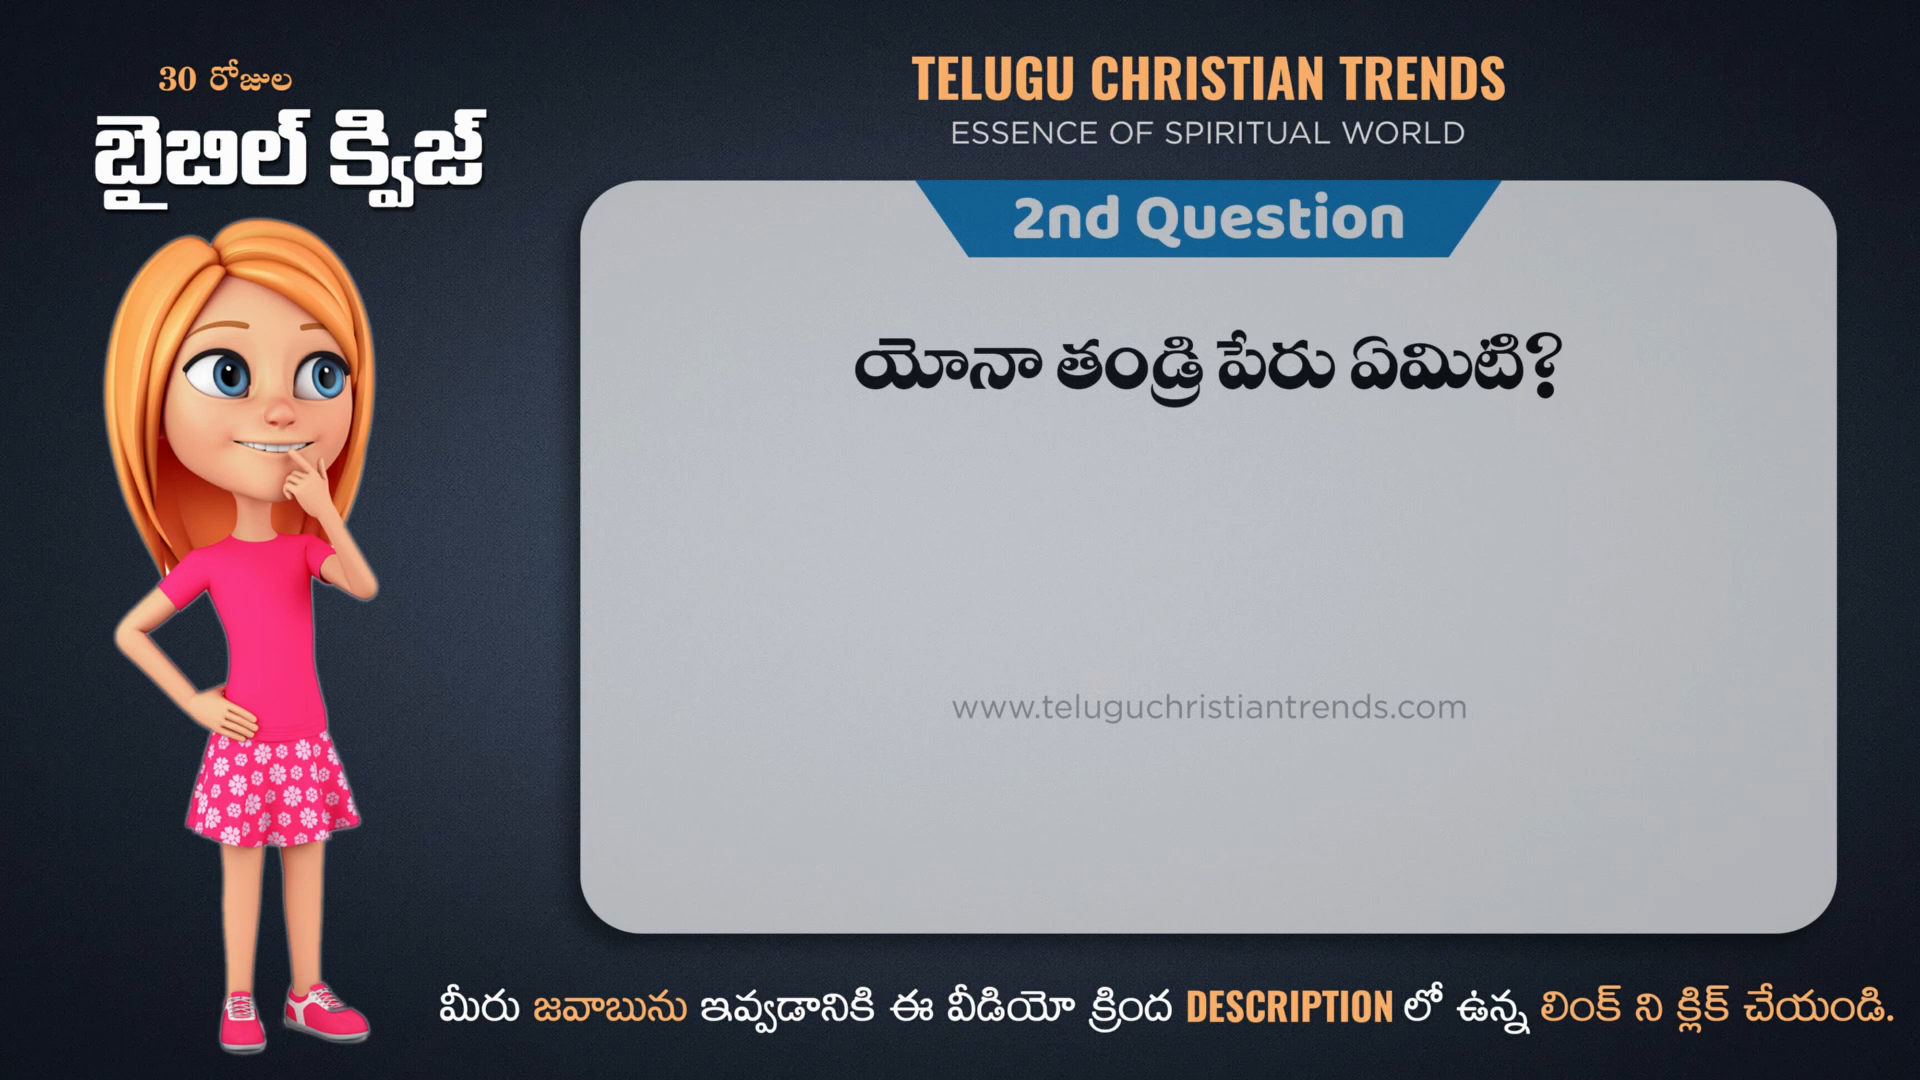 30 రోజుల
బైబిల్ క్విజ్
TELUGU CHRISTIAN TRENDS
ESSENCE OF SPIRITUAL WORLD
2nd Question
యోనా తండ్రి పేరు ఏమిటి?
www.teluguchristiantrends.com
మీరు జవాబును ఇవ్వడానికి ఈ వీడియో క్రింద DESCRIPTION లో ఉన్న లింక్ ని క్లిక్ చేయండి.